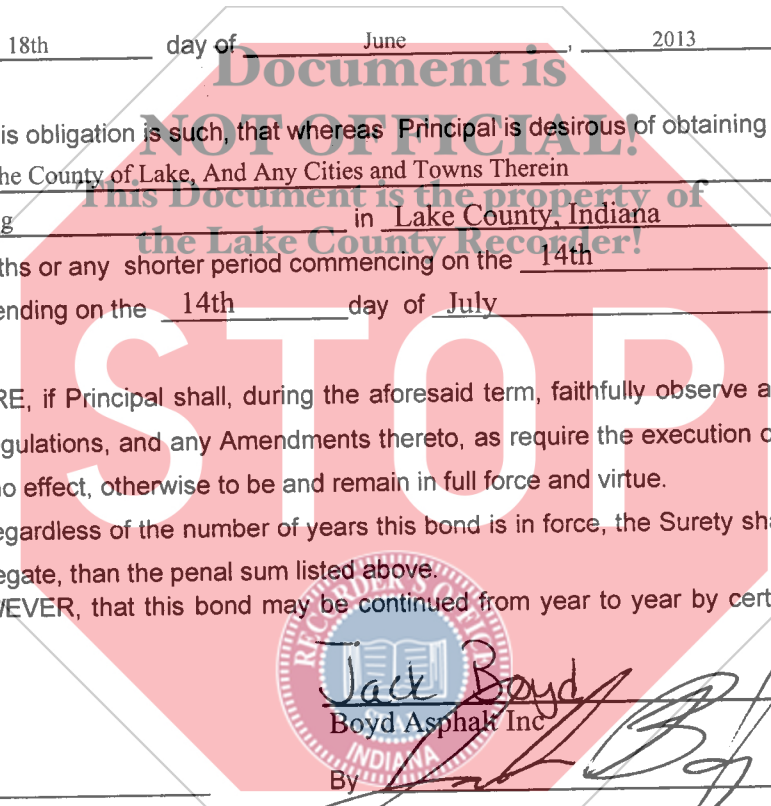 18th day of June, 2013
Document is
NOT OFFICIAL!
is obligation is such, that whereas Principal is desirous of obtaining
he County of Lake, And Any Cities and Towns Therein
This Document is the property of
g in Lake County, Indiana
the Lake County Recorder!
ths or any shorter period commencing on the 14th
ending on the 14th day of July
STOP
RE, if Principal shall, during the aforesaid term, faithfully observe a
gulations, and any Amendments thereto, as require the execution o
no effect, otherwise to be and remain in full force and virtue.
egardless of the number of years this bond is in force, the Surety sha
egate, than the penal sum listed above.
WEVER, that this bond may be continued from year to year by cert
RECORDER'S OFFICE
Jack Boyd
Boyd Asphalt Inc
INDIANA
By